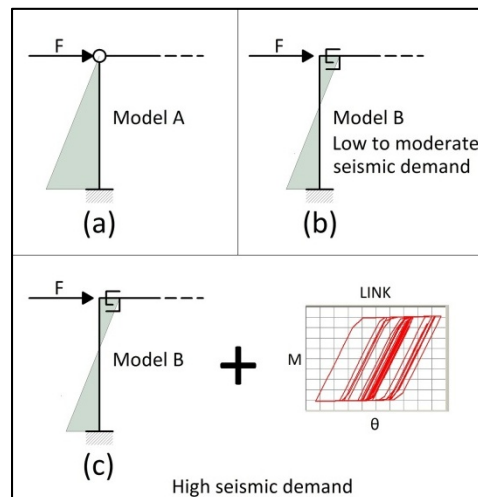 F
Model A
(a)
F
Model B
Low to moderate
seismic demand
(b)
F
Model B
(c)
+
LINK
M
θ
High seismic demand